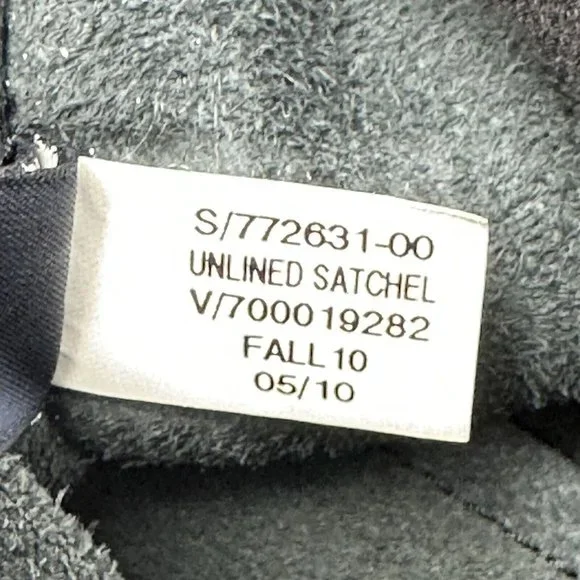 S/772631-00
UNLINED SATCHEL
V/700019282
FALL 10
05/10